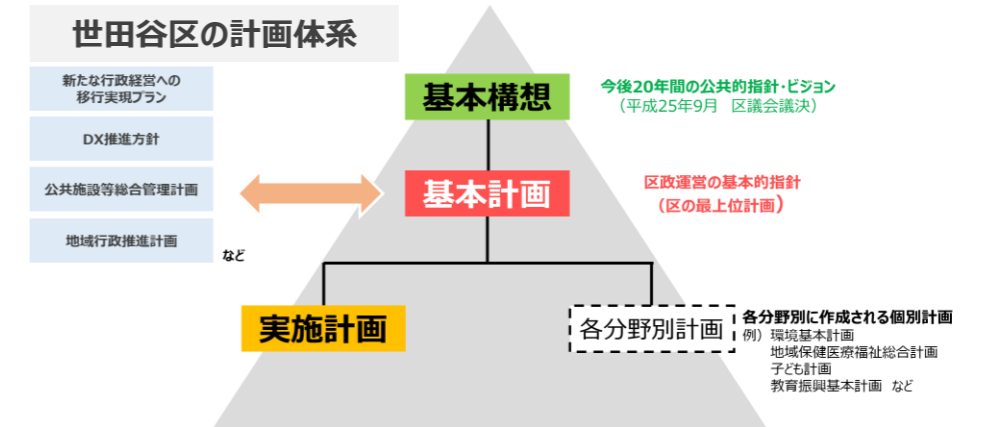 世田谷区の計画体系
新たな行政経営への
移行実現プラン
DX推進方針
公共施設等総合管理計画
地域行政推進計画
など
基本構想
今後20年間の公共的指針・ビジョン
（平成25年9月　区議会議決）
基本計画
区政運営の基本的指針
（区の最上位計画）
実施計画
各分野別計画
各分野別に作成される個別計画
例）環境基本計画
地域保健医療福祉総合計画
子ども計画
教育振興基本計画　など